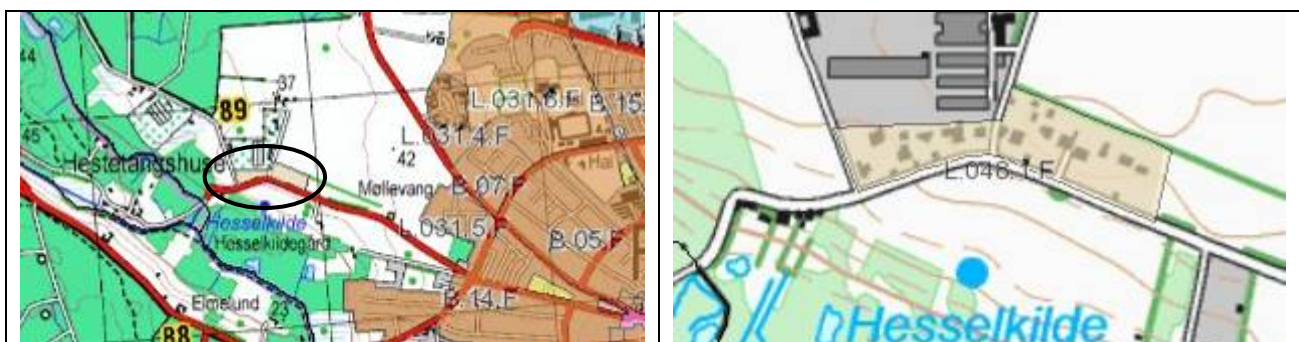 44
37
89
L.031.6.F
B.15.
45
L.031.4.F
Hestetangshuse
42
Møllevang
B.07.F
Hesselkilde
Hesselkildegård
L.031.5.F
B.05.F
Elmelund
23
B.14.F
88
L.046.1.F
Hesselkilde